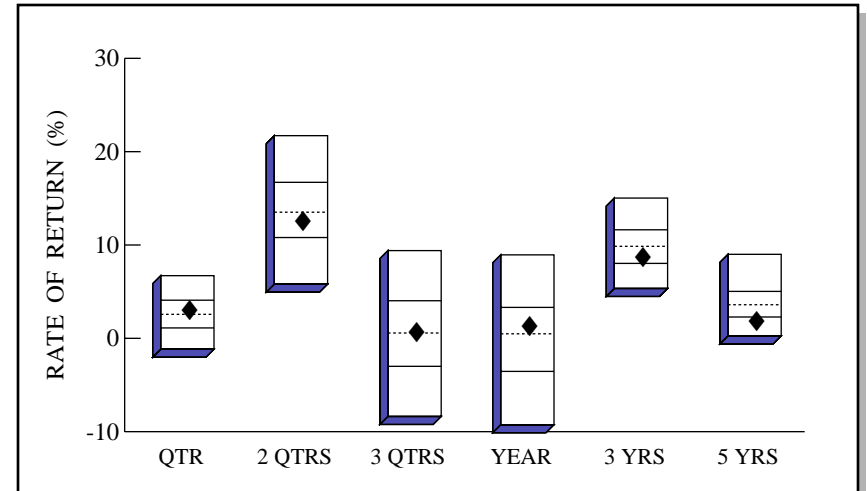 RATE OF RETURN (%)
30
20
10
0
-10
QTR 2 QTRS 3 QTRS YEAR 3 YRS 5 YRS